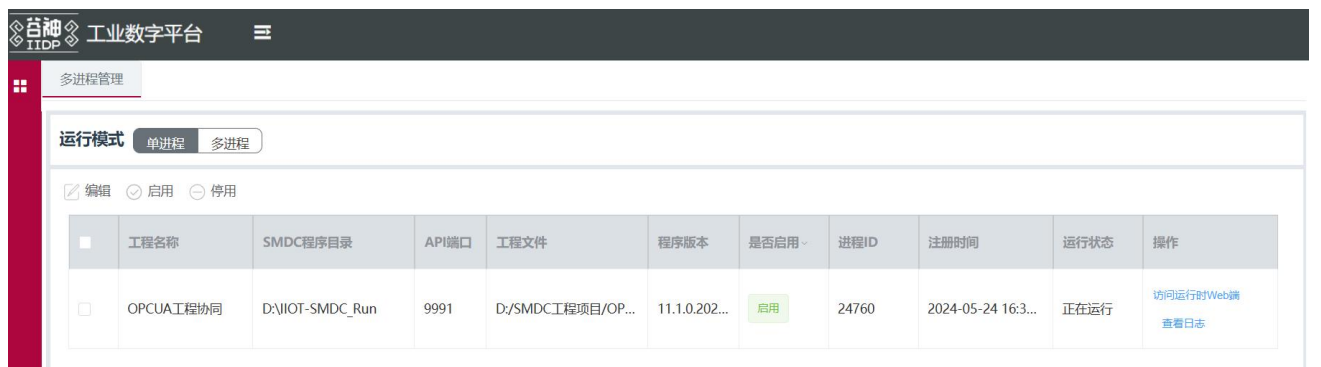 谷神 工业数字平台
IIDP
多进程管理
运行模式 单进程 多进程
编辑 启用 停用
工程名称 SMDC程序目录 API端口 工程文件 程序版本 是否启用 进程ID 注册时间 运行状态 操作
OPCUA工程协同 D:\IIOT-SMDC_Run 9991 D:/SMDC工程项目/OP... 11.1.0.202... 启用 24760 2024-05-24 16:3... 正在运行 访问运行时Web端
查看日志